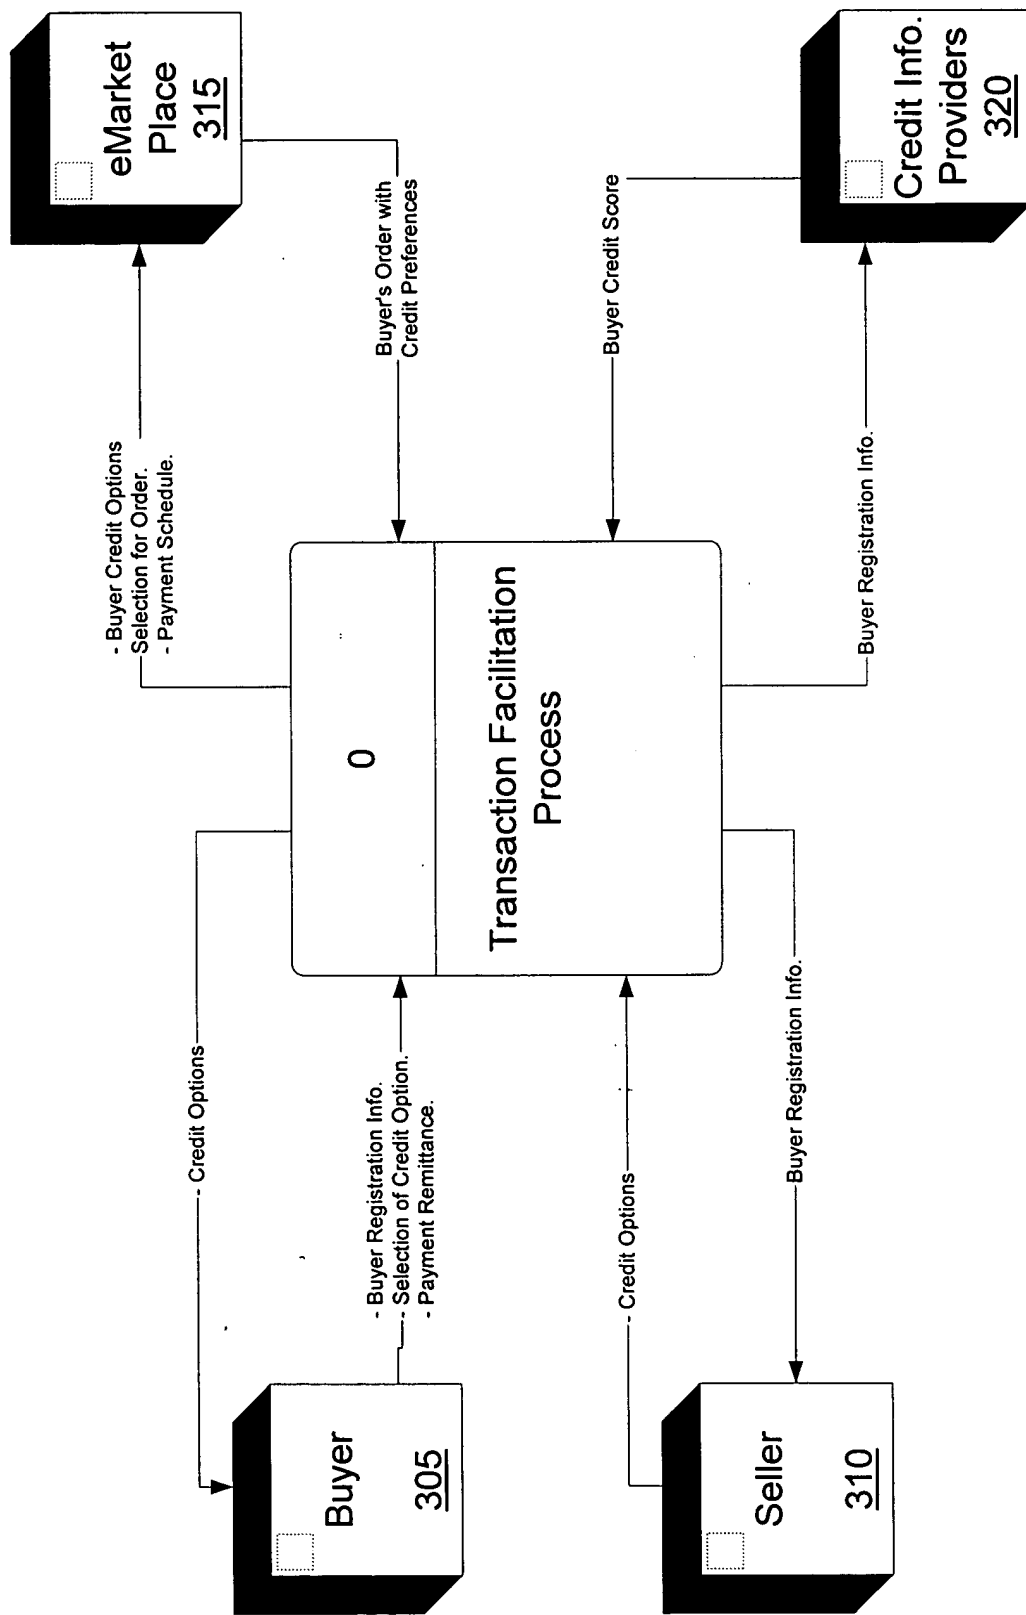 Buyer
305
- Credit Options
- Buyer Registration Info.
- Selection of Credit Option.
- Payment Remittance.
- Buyer Credit Options
Selection for Order.
- Payment Schedule.
eMarket
Place
315
Buyer's Order with
Credit Preferences
0
Transaction Facilitation
Process
Seller
310
- Credit Options
Buyer Registration Info.
Buyer Credit Score
Buyer Registration Info.
Credit Info.
Providers
320